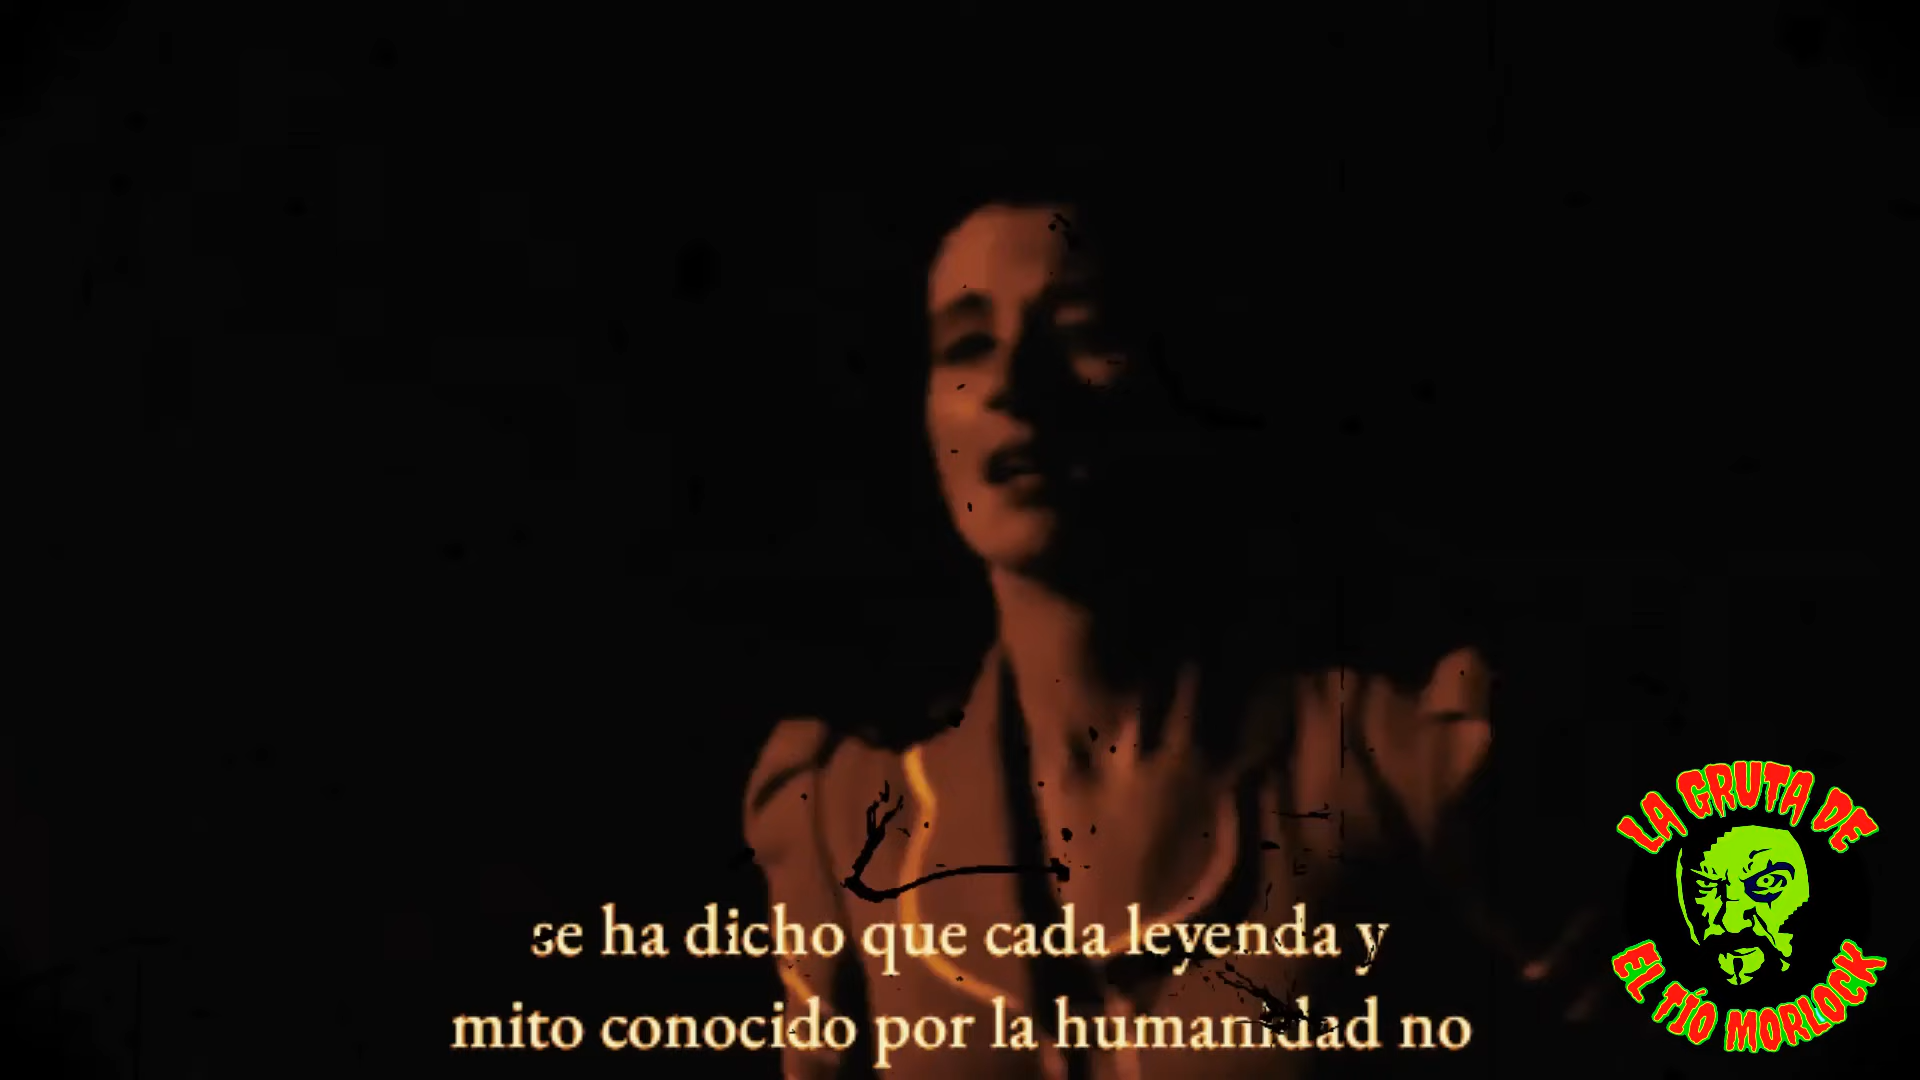 se ha dicho que cada leyenda y
mito conocido por la humanidad no
LA GRUTA DE
EL TÍO MORLOCK